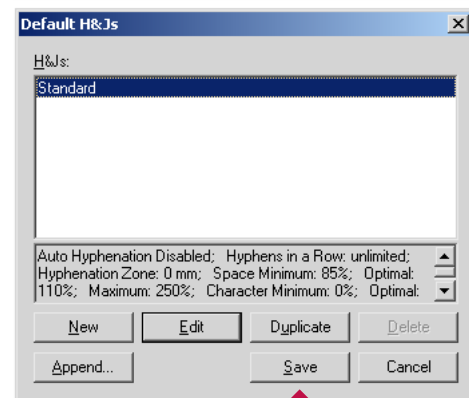 Default H&Js
H&Js:
Standard
Auto Hyphenation Disabled; Hyphens in a Row: unlimited;
Hyphenation Zone: 0 mm; Space Minimum: 85%; Optimal:
110%; Maximum: 250%; Character Minimum: 0%; Optimal:
New Edit Duplicate Delete
Append... Save Cancel